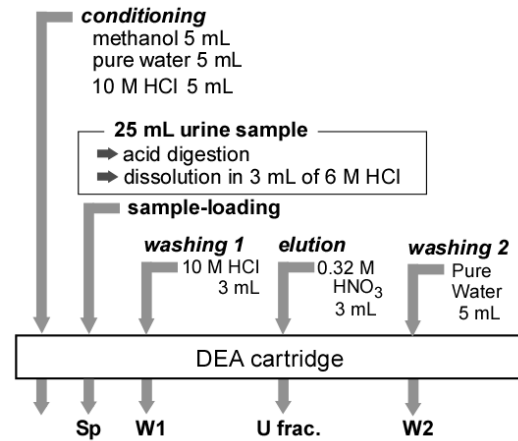 conditioning
methanol 5 mL
pure water 5 mL
10 M HCl 5 mL
25 mL urine sample
acid digestion
dissolution in 3 mL of 6 M HCl
sample-loading
washing 1
10 M HCl
3 mL
elution
0.32 M
HNO₃
3 mL
washing 2
Pure
Water
5 mL
DEA cartridge
Sp
W1
U frac.
W2